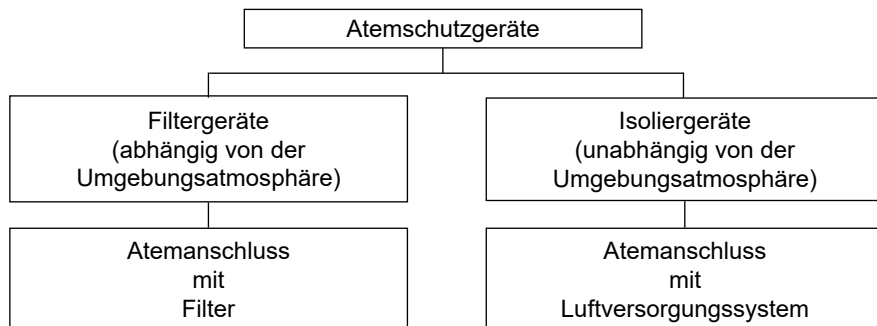 Atemschutzgeräte
Filtergeräte
(abhängig von der
Umgebungsatmosphäre)
Isoliergeräte
(unabhängig von der
Umgebungsatmosphäre)
Atemanschluss
mit
Filter
Atemanschluss
mit
Luftversorgungssystem